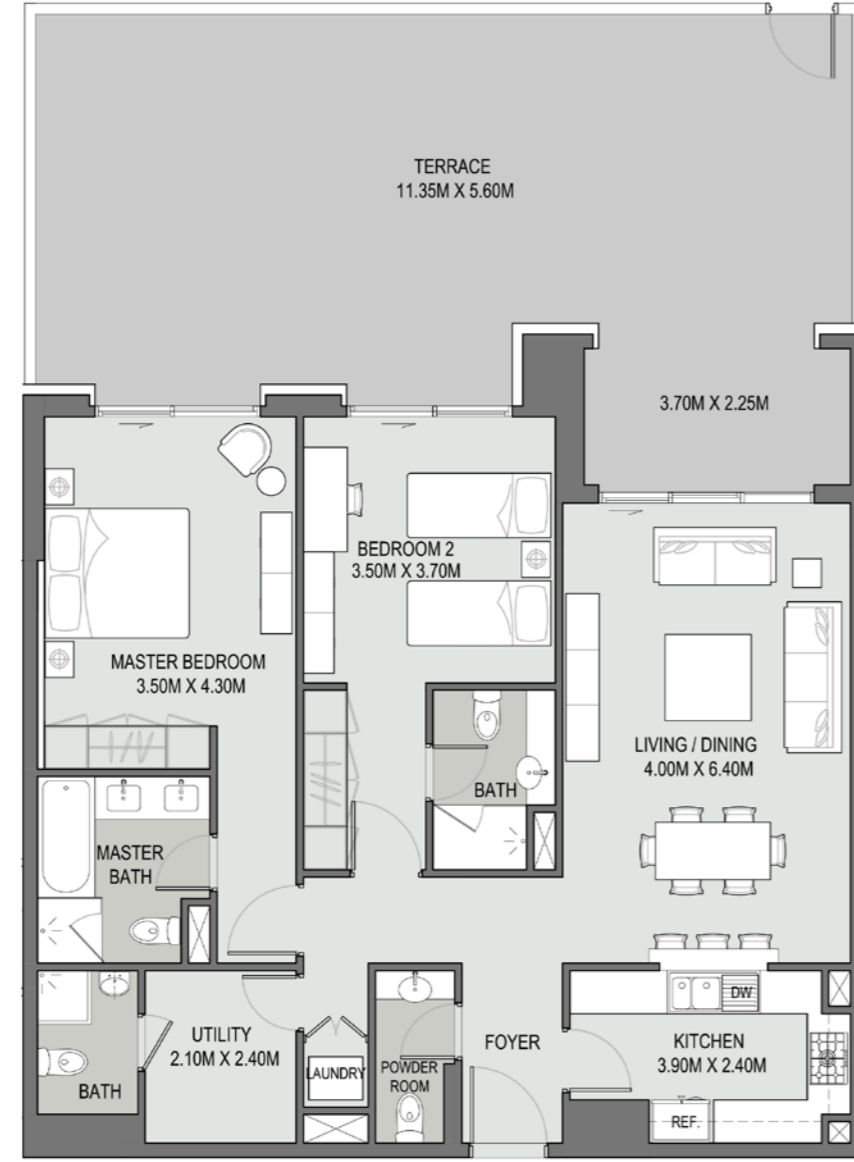 TERRACE
11.35M X 5.60M
3.70M X 2.25M
BEDROOM 2
3.50M X 3.70M
MASTER BEDROOM
3.50M X 4.30M
LIVING / DINING
4.00M X 6.40M
BATH
MASTER
BATH
DW
UTILITY
2.10M X 2.40M
FOYER
KITCHEN
3.90M X 2.40M
LAUNDRY
POWDER
ROOM
BATH
REF.